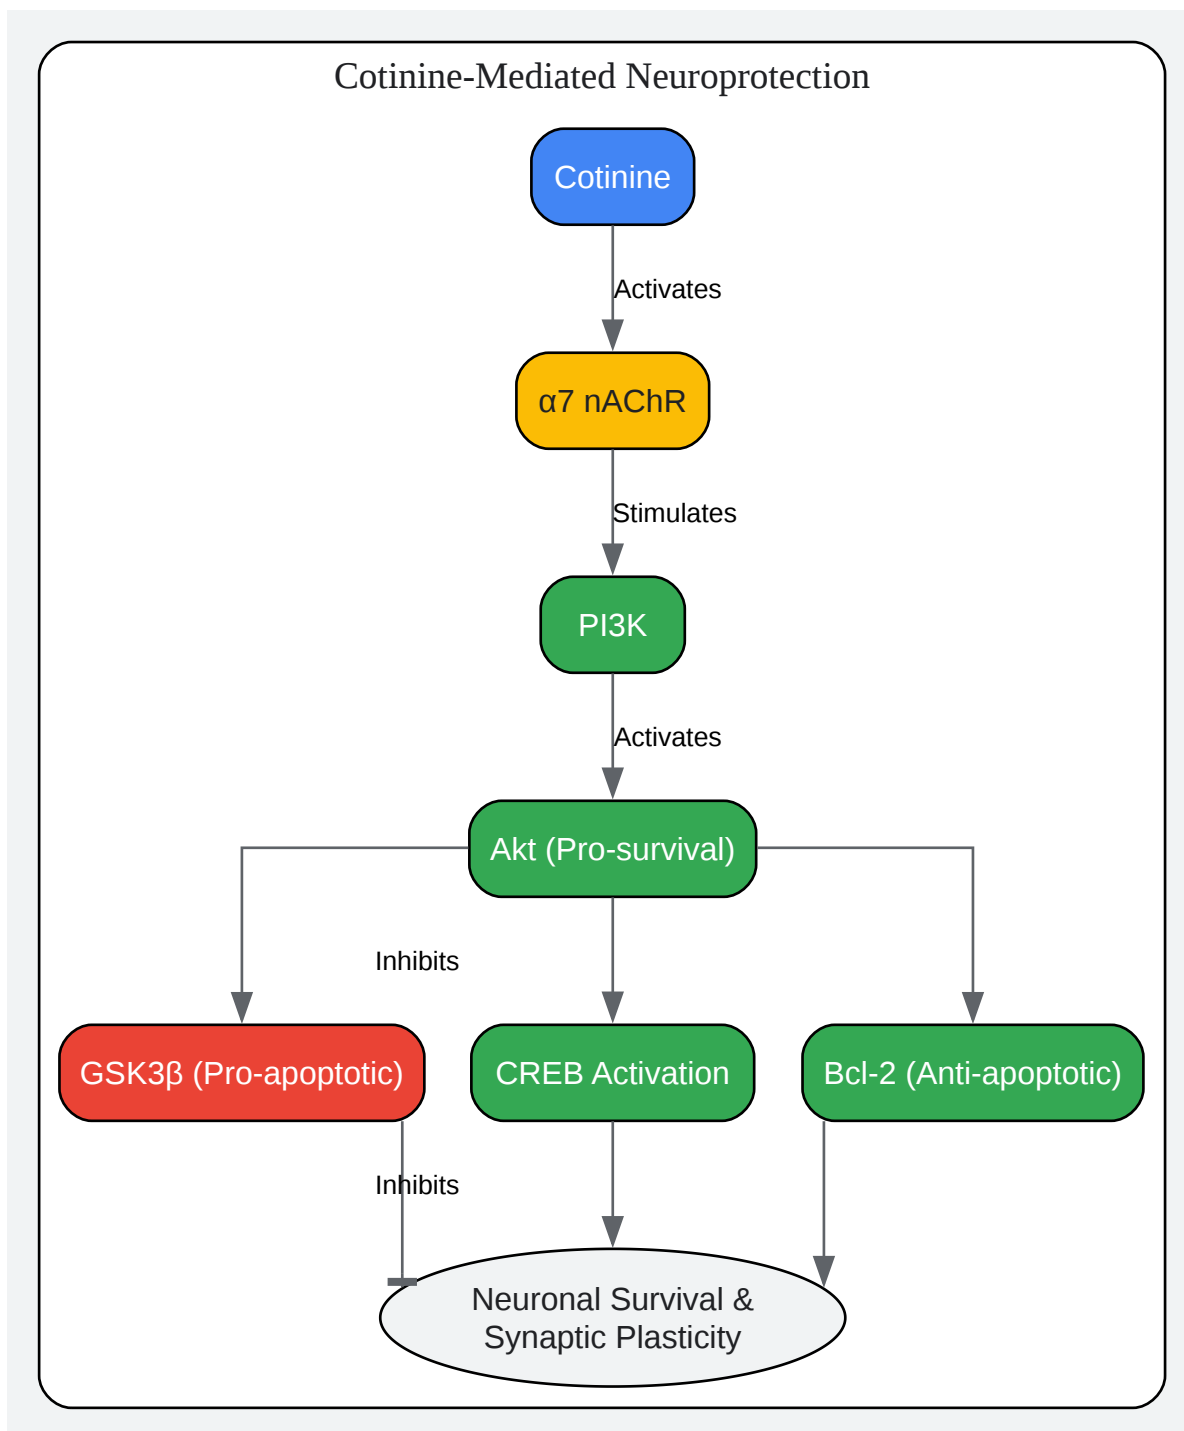 Cotinine-Mediated Neuroprotection
Cotinine
Activates
α7 nAChR
Stimulates
PI3K
Activates
Akt (Pro-survival)
Inhibits
GSK3β (Pro-apoptotic)
CREB Activation
Bcl-2 (Anti-apoptotic)
Inhibits
Neuronal Survival &
Synaptic Plasticity